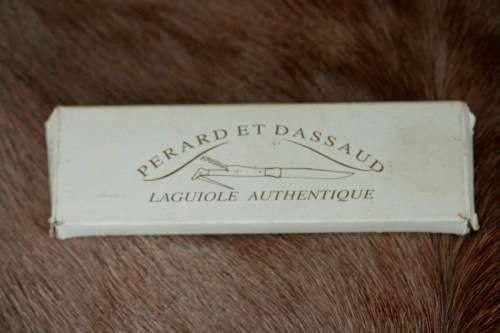 PERARD ET DASSAUD
LAGUIOLE AUTHENTIQUE